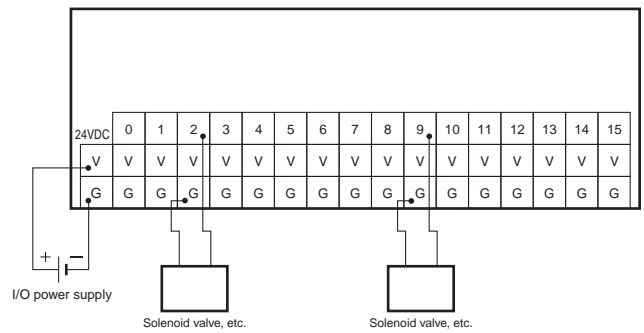 24VDC 0 1 2 3 4 5 6 7 8 9 10 11 12 13 14 15
V V V V V V V V V V V V V V V V V
G G G G G G G G G G G G G G G G G
+ −
I/O power supply
Solenoid valve, etc. Solenoid valve, etc.